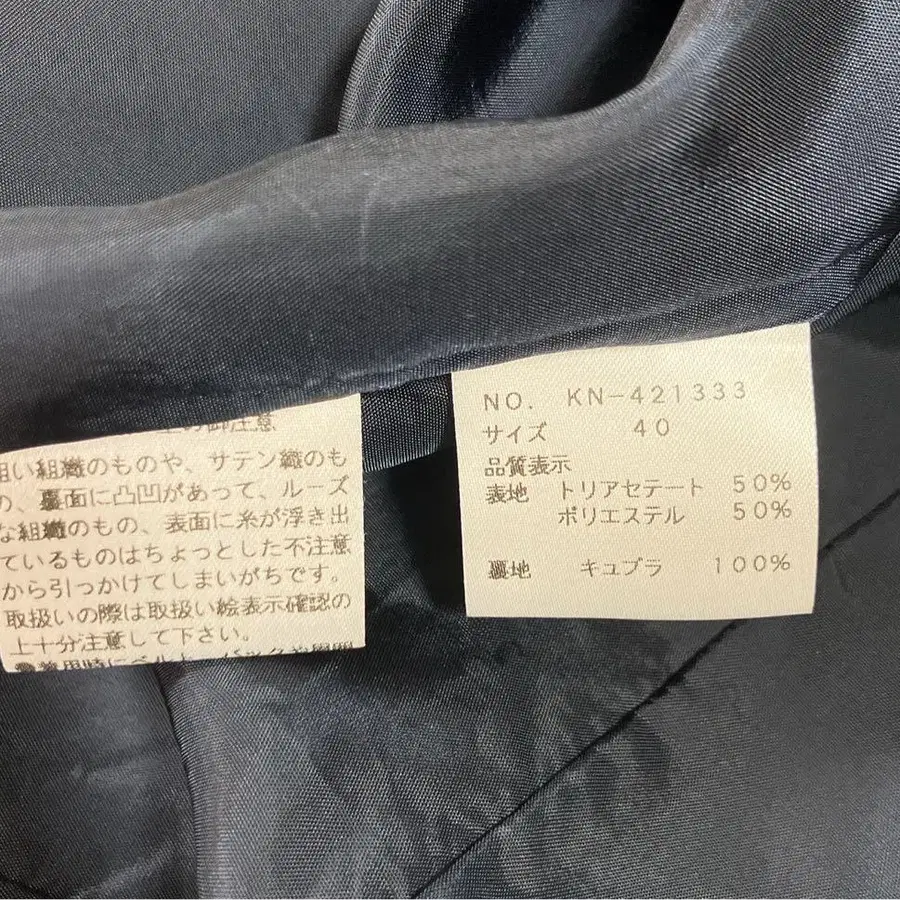 の御注意
粗い組織のものや、サテン織のも
の、裏面に凸凹があって、ルーズ
な組織のもの、表面に糸が浮き出
ているものはちょっとした不注意
から引っかけてしまいがちです。
取扱いの際は取扱い絵表示確認の
上十分注意して下さい。
NO. KN-421333
サイズ 40
品質表示
表地 トリアセテート 50%
ポリエステル 50%
裏地 キュプラ 100%